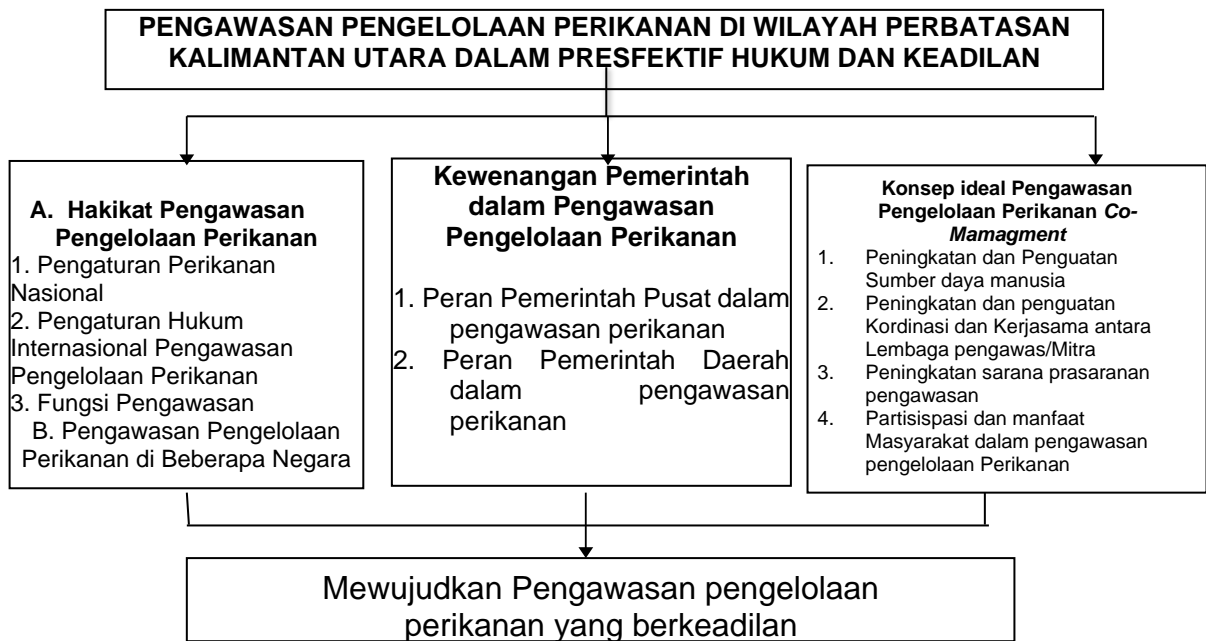 PENGAWASAN PENGELOLAAN PERIKANAN DI WILAYAH PERBATASAN
KALIMANTAN UTARA DALAM PRESFEKTIF HUKUM DAN KEADILAN
A. Hakikat Pengawasan
Pengelolaan Perikanan
1. Pengaturan Perikanan
Nasional
2. Pengaturan Hukum
Internasional Pengawasan
Pengelolaan Perikanan
3. Fungsi Pengawasan
B. Pengawasan Pengelolaan
Perikanan di Beberapa Negara
Kewenangan Pemerintah
dalam Pengawasan
Pengelolaan Perikanan
1. Peran Pemerintah Pusat dalam
pengawasan perikanan
2. Peran Pemerintah Daerah
dalam pengawasan
perikanan
Konsep ideal Pengawasan
Pengelolaan Perikanan Co-
Mamagment
1. Peningkatan dan Penguatan
Sumber daya manusia
2. Peningkatan dan penguatan
Kordinasi dan Kerjasama antara
Lembaga pengawas/Mitra
3. Peningkatan sarana prasaranan
pengawasan
4. Partisispasi dan manfaat
Masyarakat dalam pengawasan
pengelolaan Perikanan
Mewujudkan Pengawasan pengelolaan
perikanan yang berkeadilan